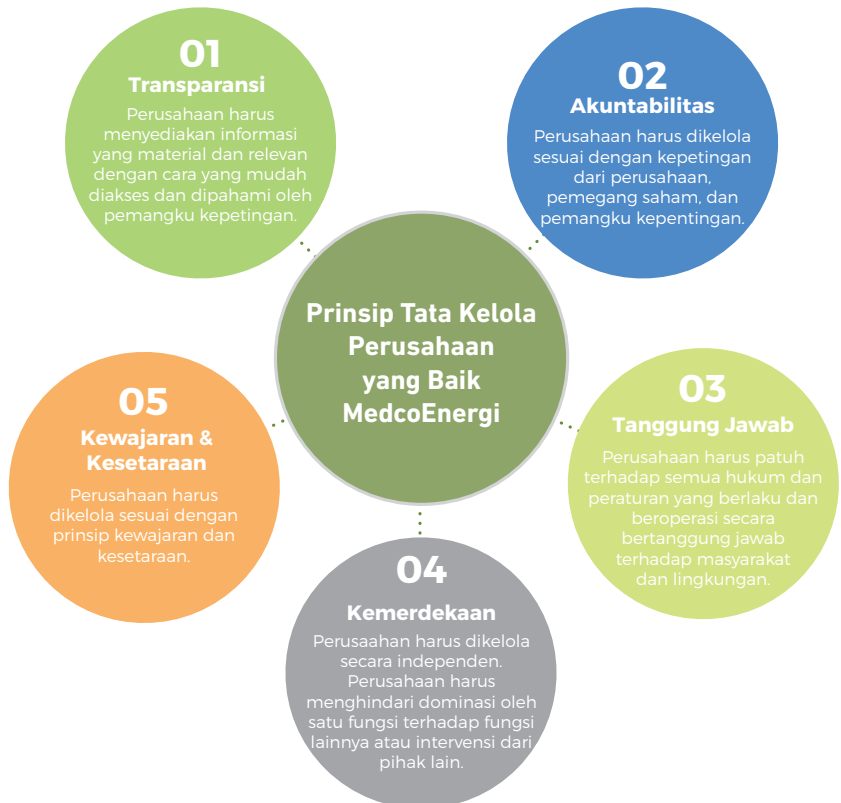 01
Transparansi
Perusahaan harus
menyediakan informasi
yang material dan relevan
dengan cara yang mudah
diakses dan dipahami oleh
pemangku kepetingan.
02
Akuntabilitas
Perusahaan harus dikelola
sesuai dengan kepetingan
dari perusahaan,
pemegang saham, dan
pemangku kepentingan.
Prinsip Tata Kelola
Perusahaan
yang Baik
MedcoEnergi
03
Tanggung Jawab
Perusahaan harus patuh
terhadap semua hukum dan
peraturan yang berlaku dan
beroperasi secara
bertanggung jawab
terhadap masyarakat
dan lingkungan.
04
Kemerdekaan
Perusaahan harus dikelola
secara independen.
Perusahaan harus
menghindari dominasi oleh
satu fungsi terhadap fungsi
lainnya atau intervensi dari
pihak lain.
05
Kewajaran &
Kesetaraan
Perusahaan harus
dikelola sesuai dengan
prinsip kewajaran dan
kesetaraan.